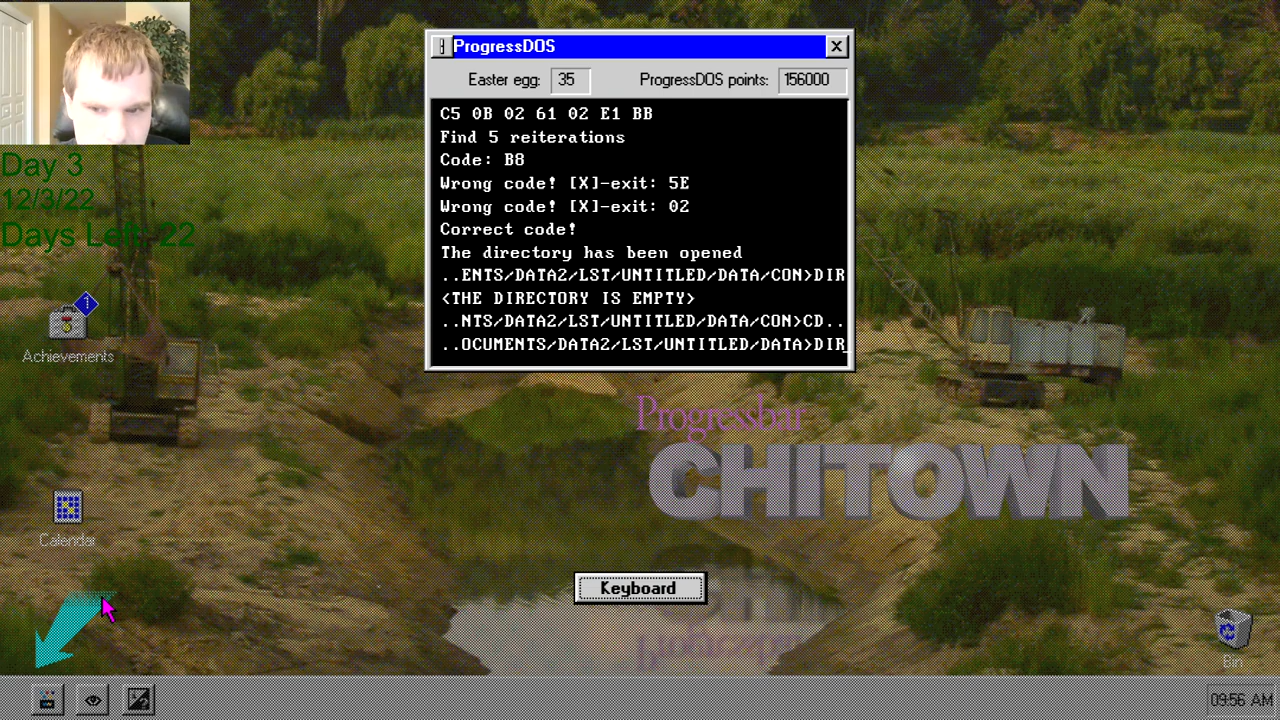 ProgressDOS
Easter egg: 35 ProgressDOS points: 156000
C5 0B 02 61 02 E1 BB
Find 5 reiterations
Code: B8
Wrong code! [X]-exit: 5E
Wrong code! [X]-exit: 02
Correct code!
The directory has been opened
..ENTS/DATA2/LST/UNTITLED/DATA/CON>DIR
<THE DIRECTORY IS EMPTY>
..NTS/DATA2/LST/UNTITLED/DATA/CON>CD..
..OCUMENTS/DATA2/LST/UNTITLED/DATA>DIR_
Day 3
12/3/22
Days Left: 22
1
Achievements
Progressbar
CHITOWN
Calendar
Keyboard
Bin
09:56 AM